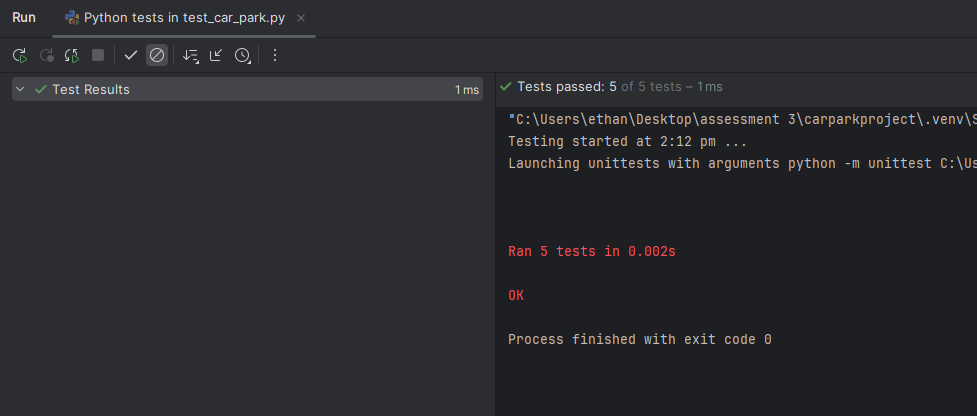 Run
Python tests in test_car_park.py
Test Results
1 ms
Tests passed: 5 of 5 tests – 1 ms
"C:\Users\ethan\Desktop\assessment 3\carparkproject\.venv\S
Testing started at 2:12 pm ...
Launching unittests with arguments python -m unittest C:\Us
Ran 5 tests in 0.002s
OK
Process finished with exit code 0